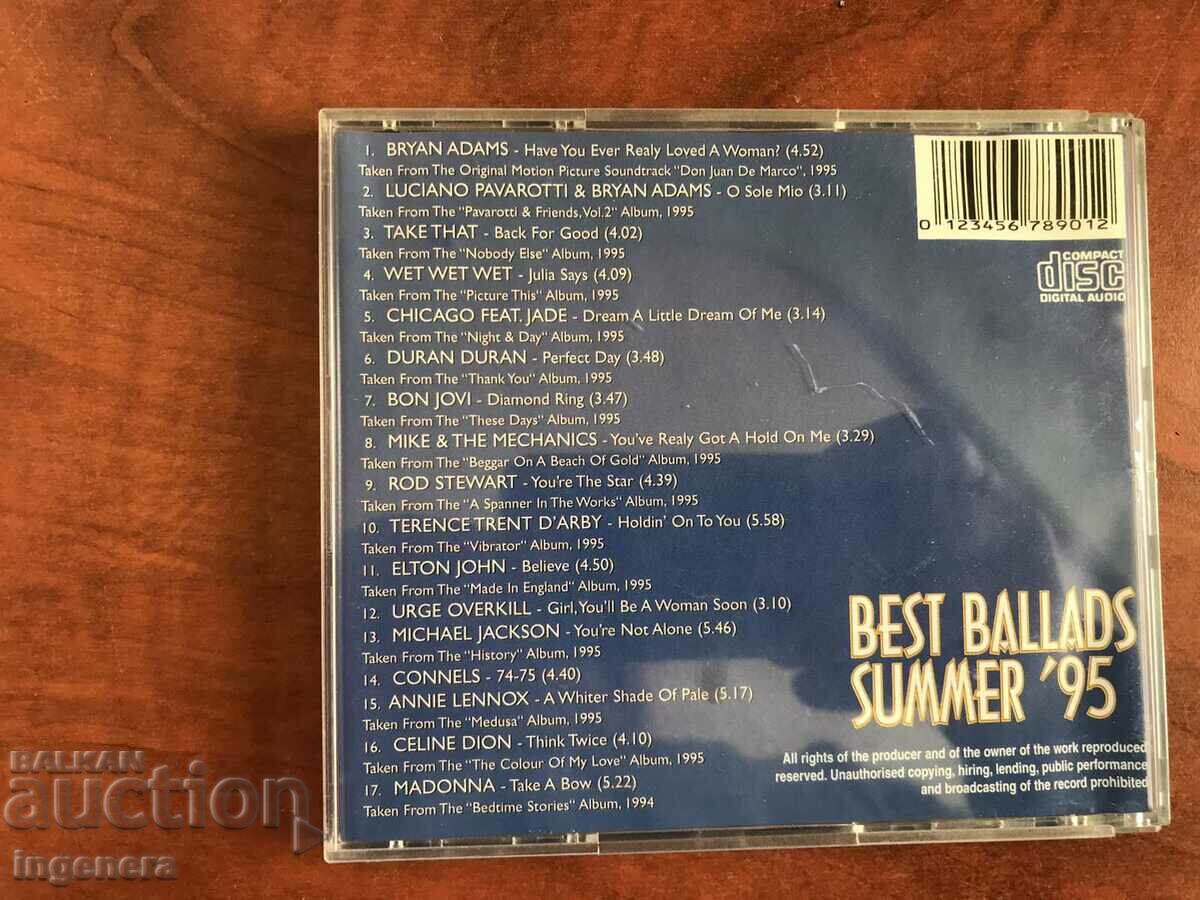 1. BRYAN ADAMS - Have You Ever Realy Loved A Woman? (4.52)
Taken From The Original Motion Picture Soundtrack "Don Juan De Marco", 1995
2. LUCIANO PAVAROTTI & BRYAN ADAMS - O Sole Mio (3.11)
Taken From The "Pavarotti & Friends, Vol.2" Album, 1995
3. TAKE THAT - Back For Good (4.02)
Taken From The "Nobody Else" Album, 1995
4. WET WET WET - Julia Says (4.09)
Taken From The "Picture This" Album, 1995
5. CHICAGO FEAT. JADE - Dream A Little Dream Of Me (3.14)
Taken From The "Night & Day" Album, 1995
6. DURAN DURAN - Perfect Day (3.48)
Taken From The "Thank You" Album, 1995
7. BON JOVI - Diamond Ring (3.47)
Taken From The "These Days" Album, 1995
8. MIKE & THE MECHANICS - You've Realy Got A Hold On Me (3.29)
Taken From The "Beggar On A Beach Of Gold" Album, 1995
9. ROD STEWART - You're The Star (4.39)
Taken From The "A Spanner In The Works" Album, 1995
10. TERENCE TRENT D'ARBY - Holdin' On To You (5.58)
Taken From The "Vibrator" Album, 1995
11. ELTON JOHN - Believe (4.50)
Taken From The "Made In England" Album, 1995
12. URGE OVERKILL - Girl, You'll Be A Woman Soon (3.10)
13. MICHAEL JACKSON - You're Not Alone (5.46)
Taken From The "History" Album, 1995
14. CONNELS - 74-75 (4.40)
15. ANNIE LENNOX - A Whiter Shade Of Pale (5.17)
Taken From The "Medusa" Album, 1995
16. CELINE DION - Think Twice (4.10)
Taken From The "The Colour Of My Love" Album, 1995
17. MADONNA - Take A Bow (5.22)
Taken From The "Bedtime Stories" Album, 1994
0 123456 789012
COMPACT
disc
DIGITAL AUDIO
BEST BALLADS
SUMMER '95
All rights of the producer and of the owner of the work reproduced
reserved. Unauthorised copying, hiring, lending, public performance
and broadcasting of the record prohibited
BALKAN
auction
ingenera